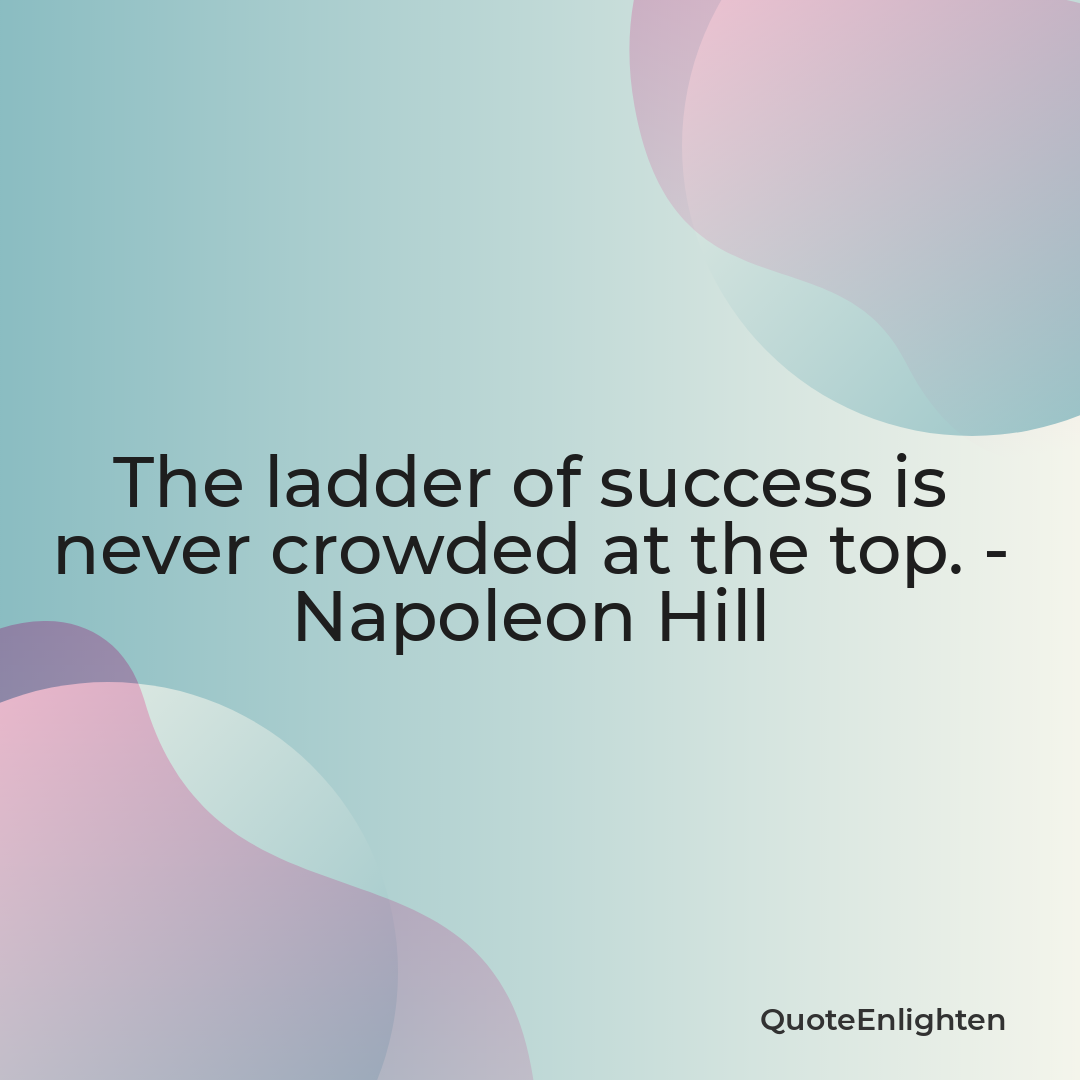 The ladder of success is
never crowded at the top. -
Napoleon Hill
QuoteEnlighten